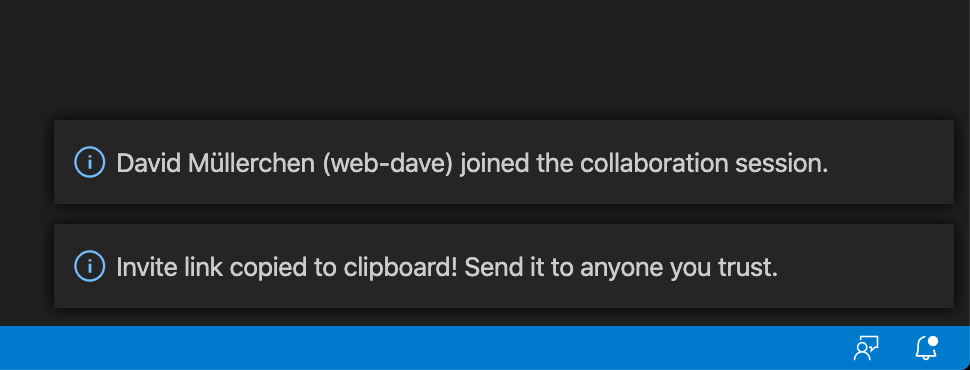 David Müllerchen (web-dave) joined the collaboration session.
Invite link copied to clipboard! Send it to anyone you trust.